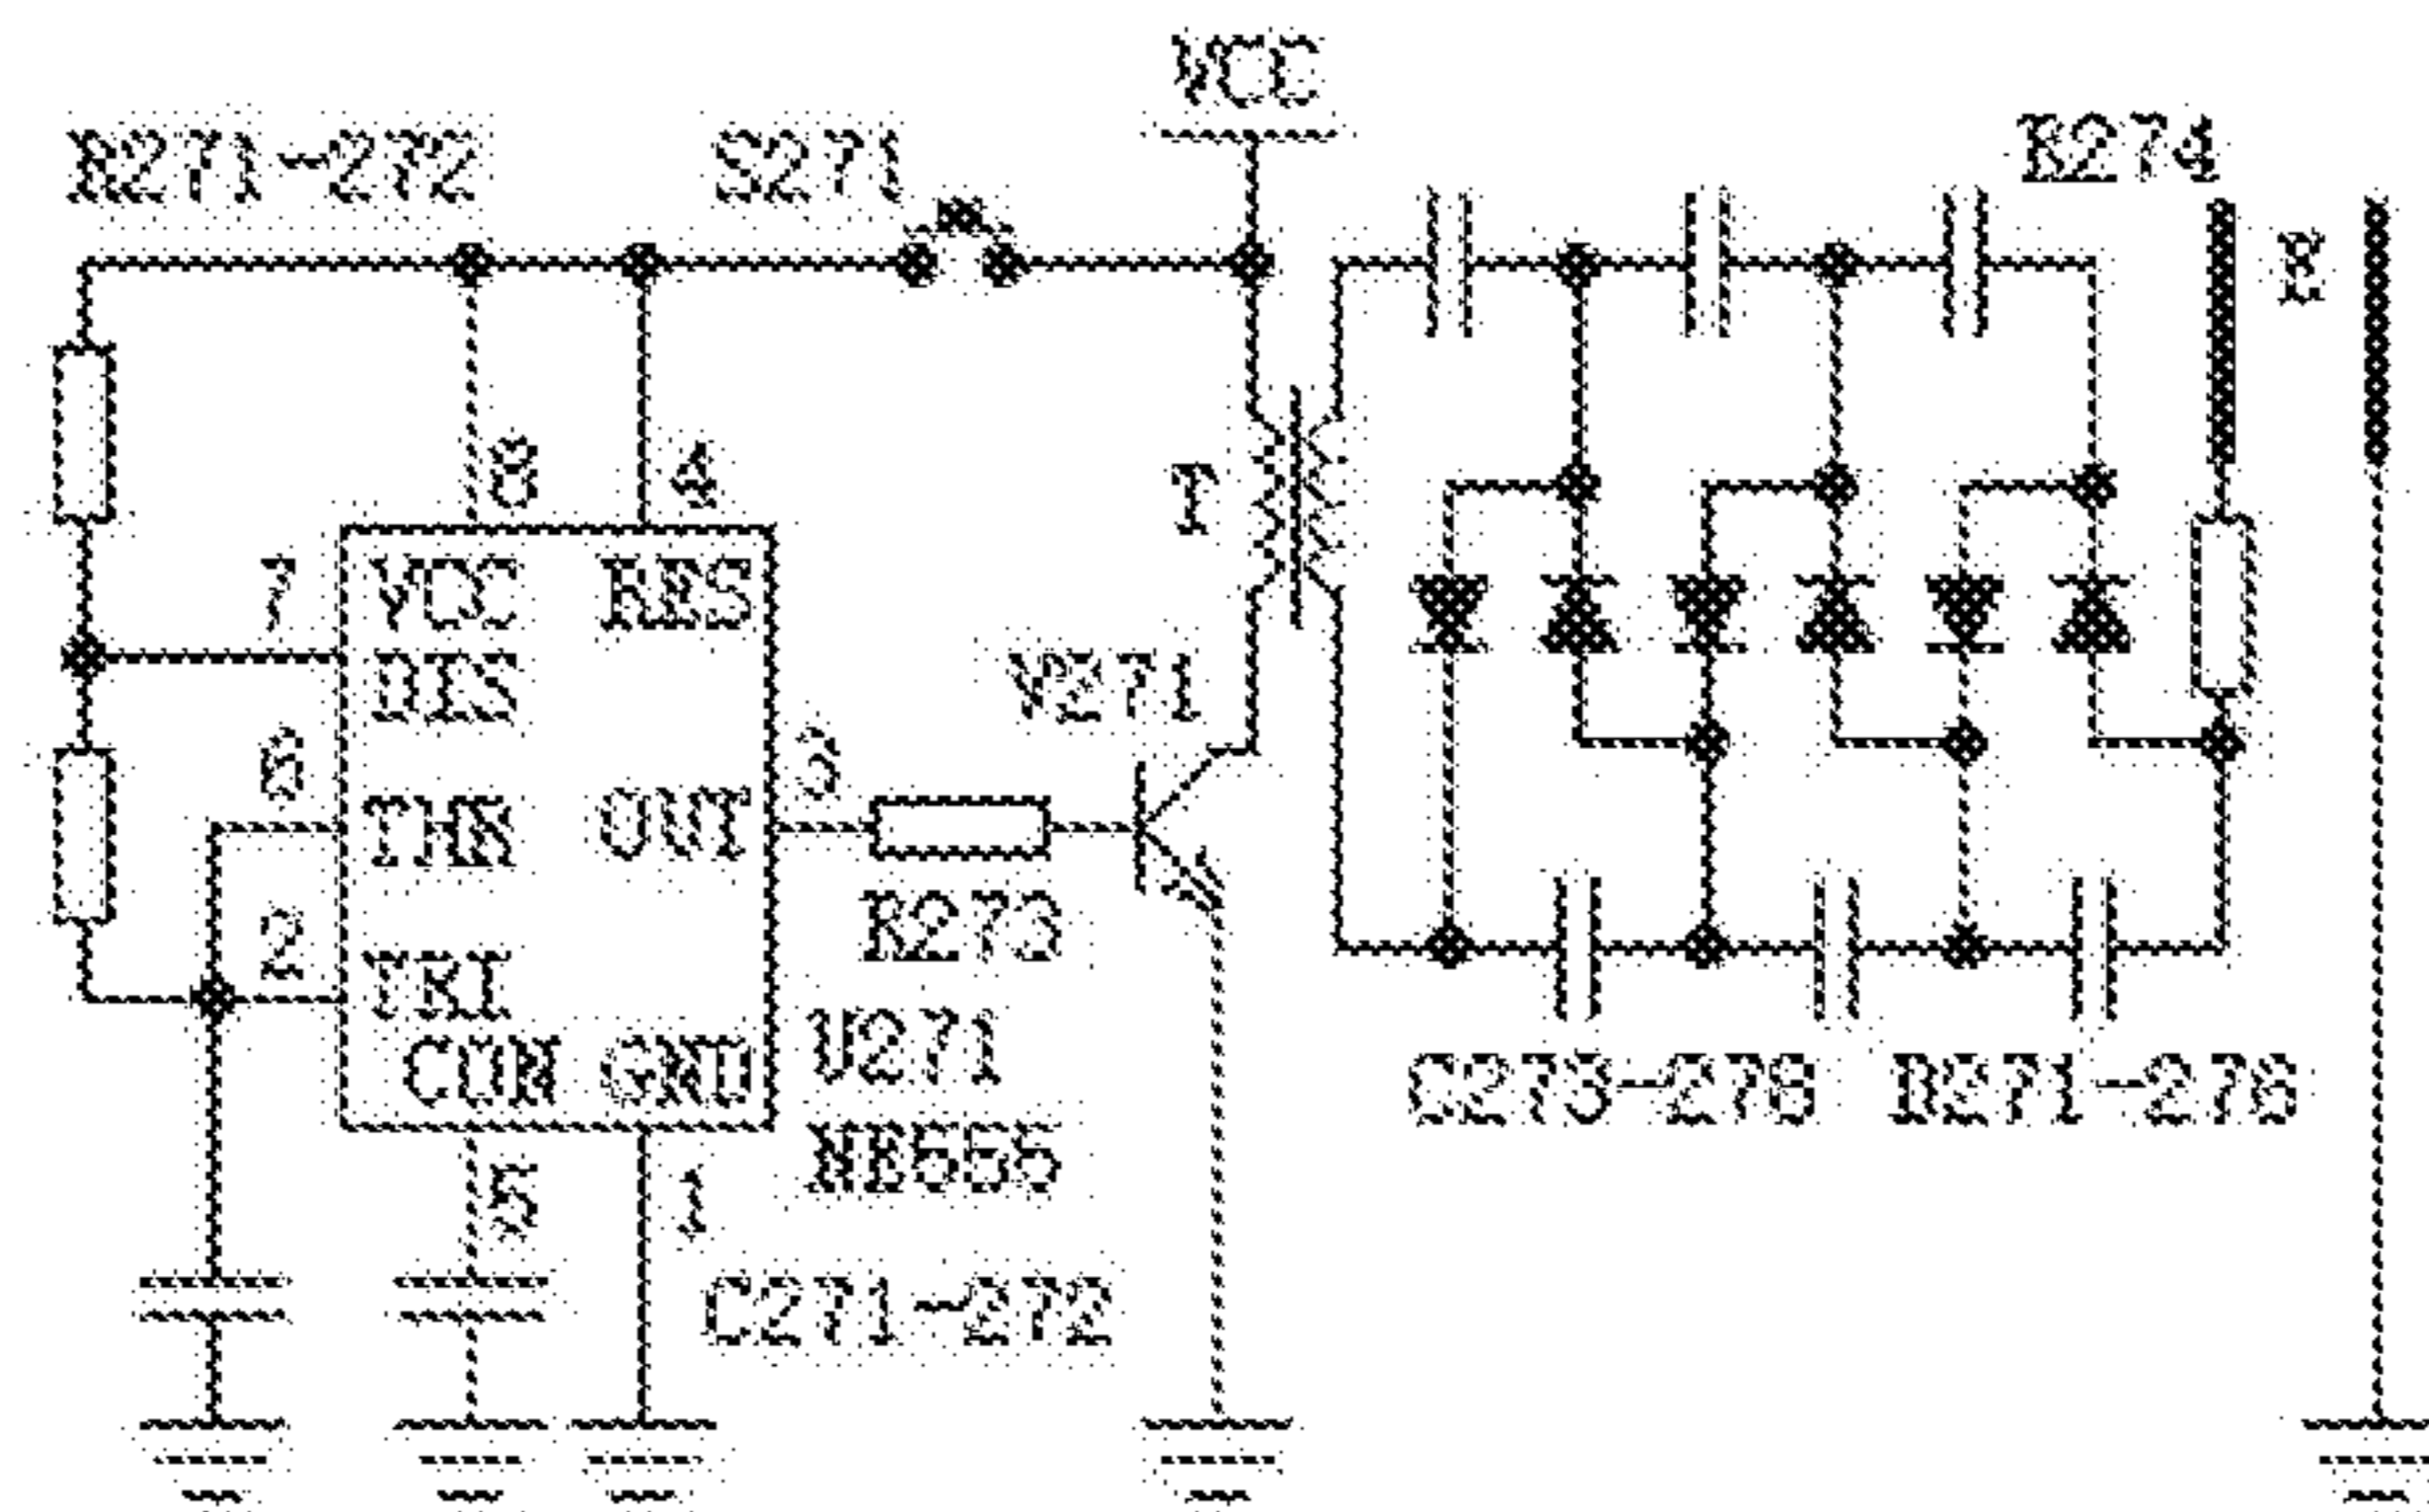 VCC
R271-272
S271
R274
E
8
4
7
VCC
RES
T
DIS
V271
6
3
THR
OUT
2
R273
TRI
U271
CON
GND
C273-278
D271-276
NE555
5
1
C271-272